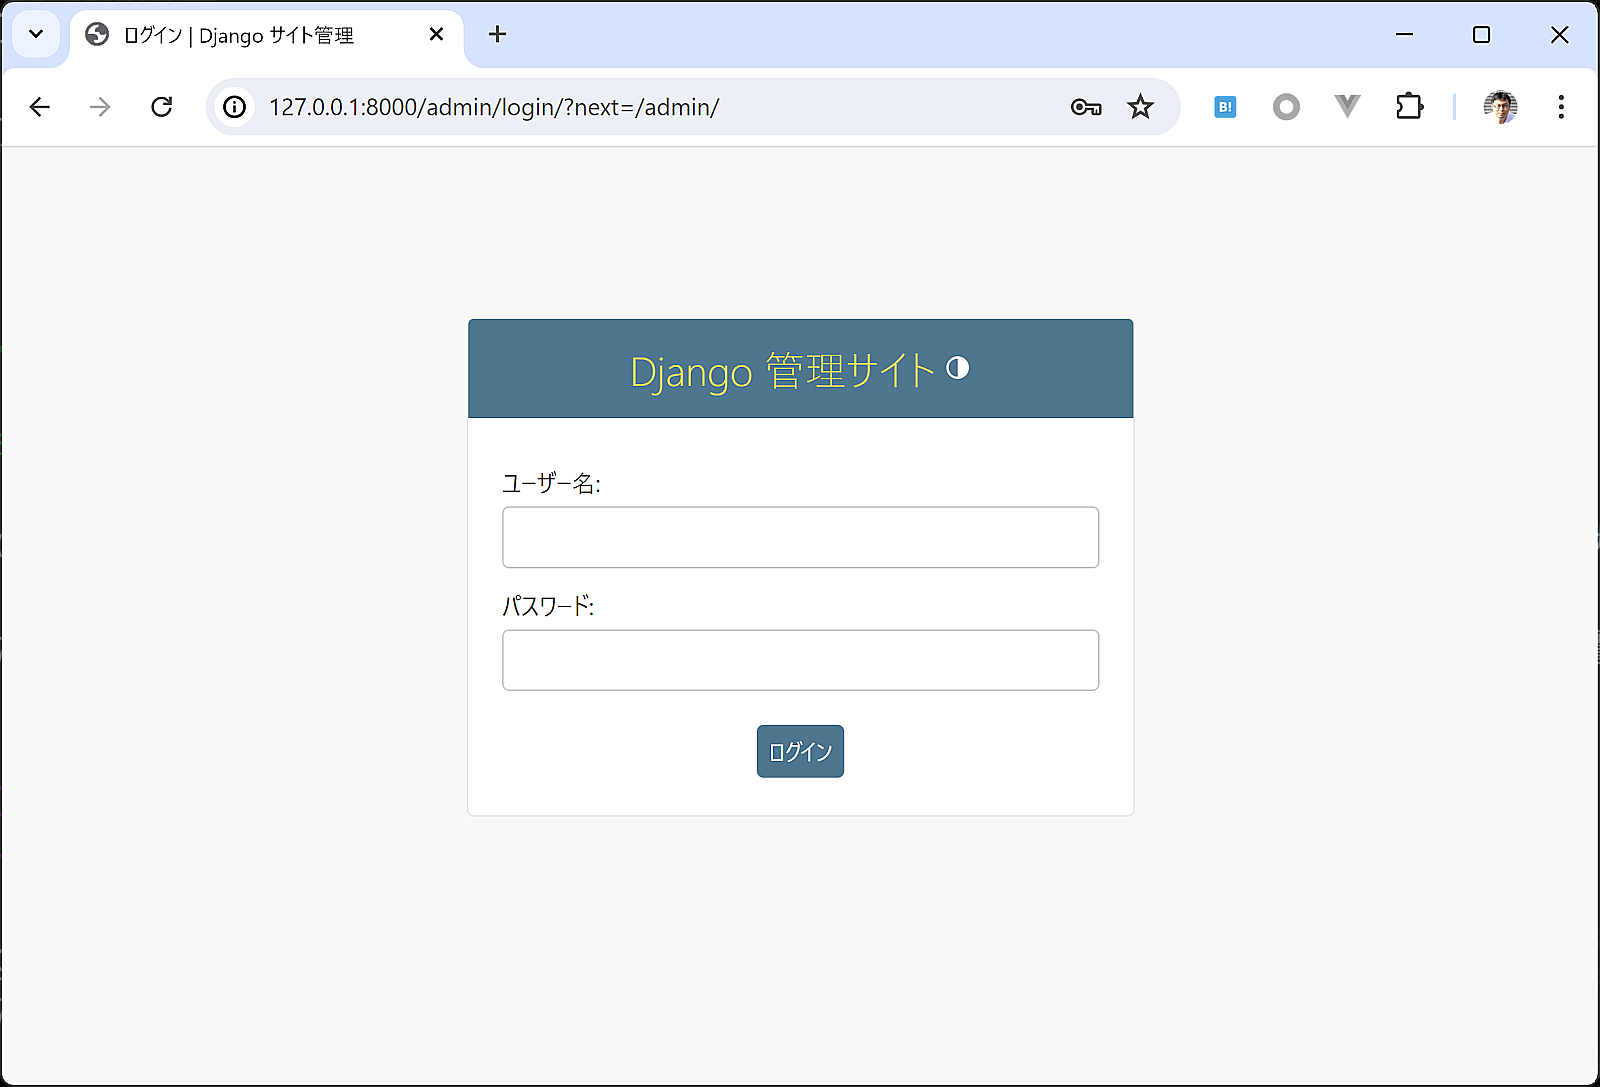 ログイン | Django サイト管理
127.0.0.1:8000/admin/login/?next=/admin/
B!
Django 管理サイト
ユーザー名:
パスワード:
ログイン